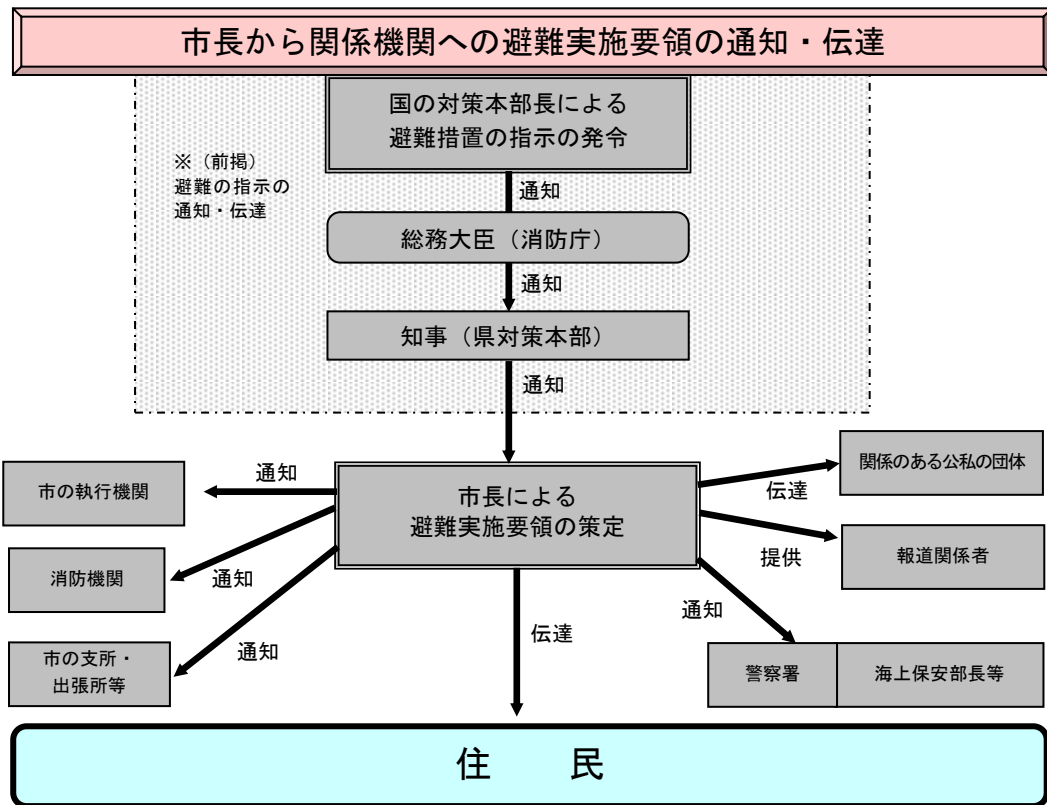 市長から関係機関への避難実施要領の通知・伝達
国の対策本部長による
避難措置の指示の発令
※（前掲）
避難の指示の
通知・伝達
通知
総務大臣（消防庁）
通知
知事（県対策本部）
通知
関係のある公私の団体
通知
市の執行機関
市長による
避難実施要領の策定
伝達
報道関係者
提供
消防機関
通知
通知
伝達
通知
市の支所・
出張所等
警察署
海上保安部長等
住　民